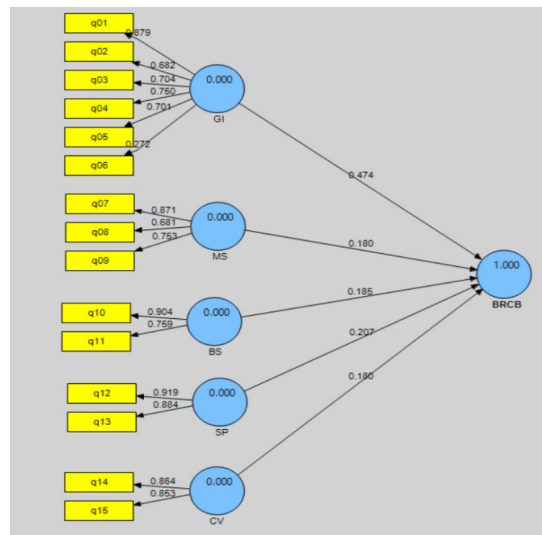 q01
0.879
q02
0.682
q03
0.704
0.000
q04
0.750
0.701
GI
q05
q06
0.272
0.474
q07
0.871
0.000
q08
0.681
q09
0.753
MS
0.180
1.000
BRCB
0.185
q10
0.904
0.000
q11
0.759
BS
0.207
q12
0.919
0.000
q13
0.884
SP
0.180
q14
0.864
0.000
q15
0.853
CV